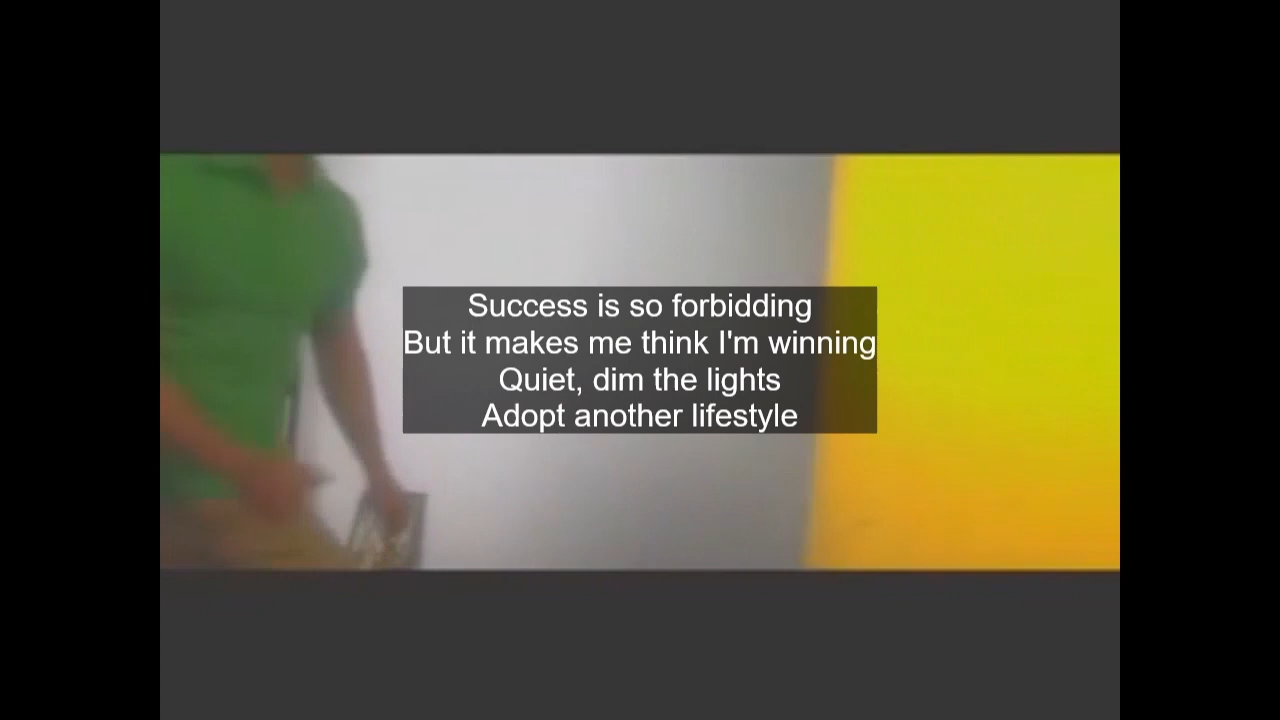 Success is so forbidding
But it makes me think I'm winning
Quiet, dim the lights
Adopt another lifestyle